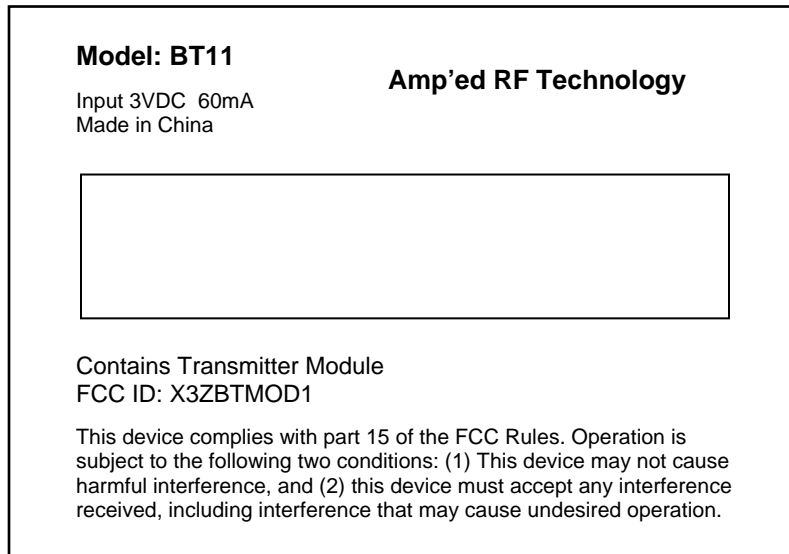 Model: BT11
Amp’ed RF Technology
Input 3VDC  60mA
Made in China
Contains Transmitter Module
FCC ID: X3ZBTMOD1
This device complies with part 15 of the FCC Rules. Operation is
subject to the following two conditions: (1) This device may not cause
harmful interference, and (2) this device must accept any interference
received, including interference that may cause undesired operation.